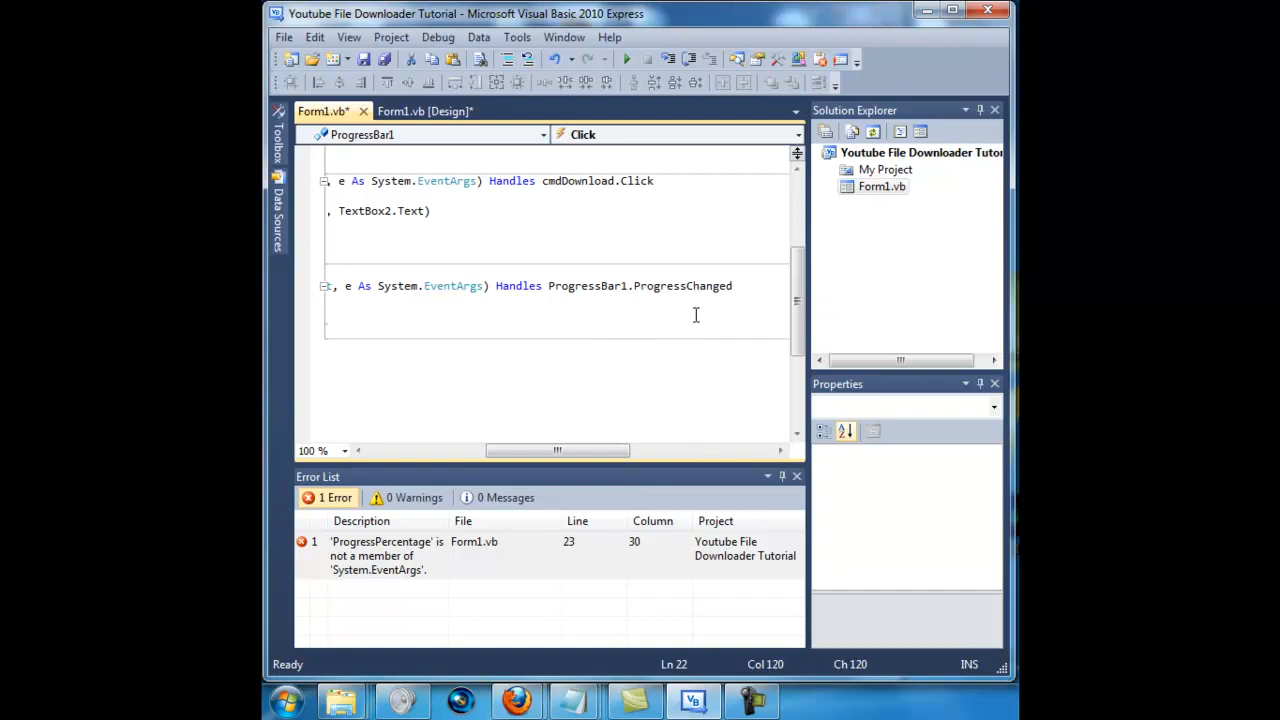 Youtube File Downloader Tutorial - Microsoft Visual Basic 2010 Express
File Edit View Project Debug Data Tools Window Help
Form1.vb* Form1.vb [Design]*
Toolbox
Data Sources
ProgressBar1 Click
, e As System.EventArgs) Handles cmdDownload.Click
, TextBox2.Text)
t, e As System.EventArgs) Handles ProgressBar1.ProgressChanged
100 %
Solution Explorer
Youtube File Downloader Tutor
My Project
Form1.vb
Properties
Error List
1 Error 0 Warnings 0 Messages
Description File Line Column Project
1 'ProgressPercentage' is not a member of 'System.EventArgs'. Form1.vb 23 30 Youtube File Downloader Tutorial
Ready Ln 22 Col 120 Ch 120 INS
VB